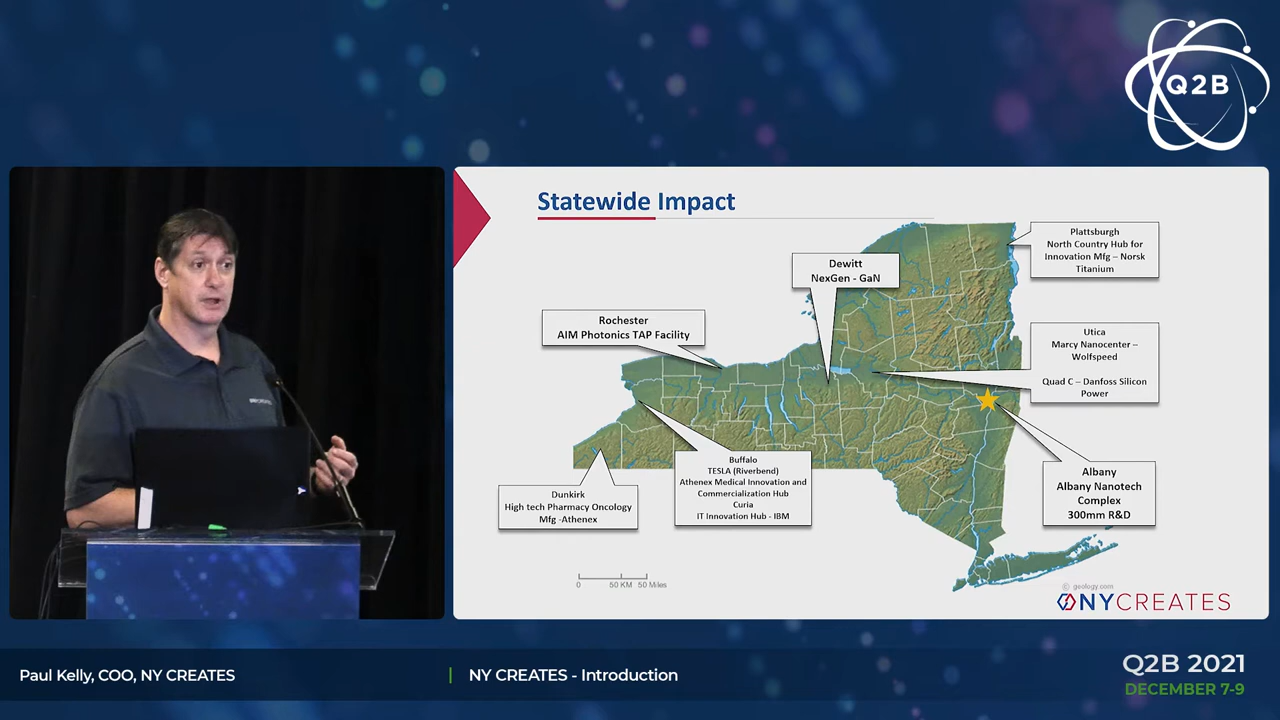 Q2B
Statewide Impact
Plattsburgh
North Country Hub for
Innovation Mfg – Norsk
Titanium
Dewitt
NexGen - GaN
Rochester
AIM Photonics TAP Facility
Utica
Marcy Nanocenter –
Wolfspeed
Quad C – Danfoss Silicon
Power
Buffalo
TESLA (Riverbend)
Athenex Medical Innovation and
Commercialization Hub
Curia
IT Innovation Hub - IBM
Dunkirk
High tech Pharmacy Oncology
Mfg -Athenex
Albany
Albany Nanotech
Complex
300mm R&D
0 50 KM 50 Miles
© geology.com
NYCREATES
Paul Kelly, COO, NY CREATES
NY CREATES - Introduction
Q2B 2021
DECEMBER 7-9